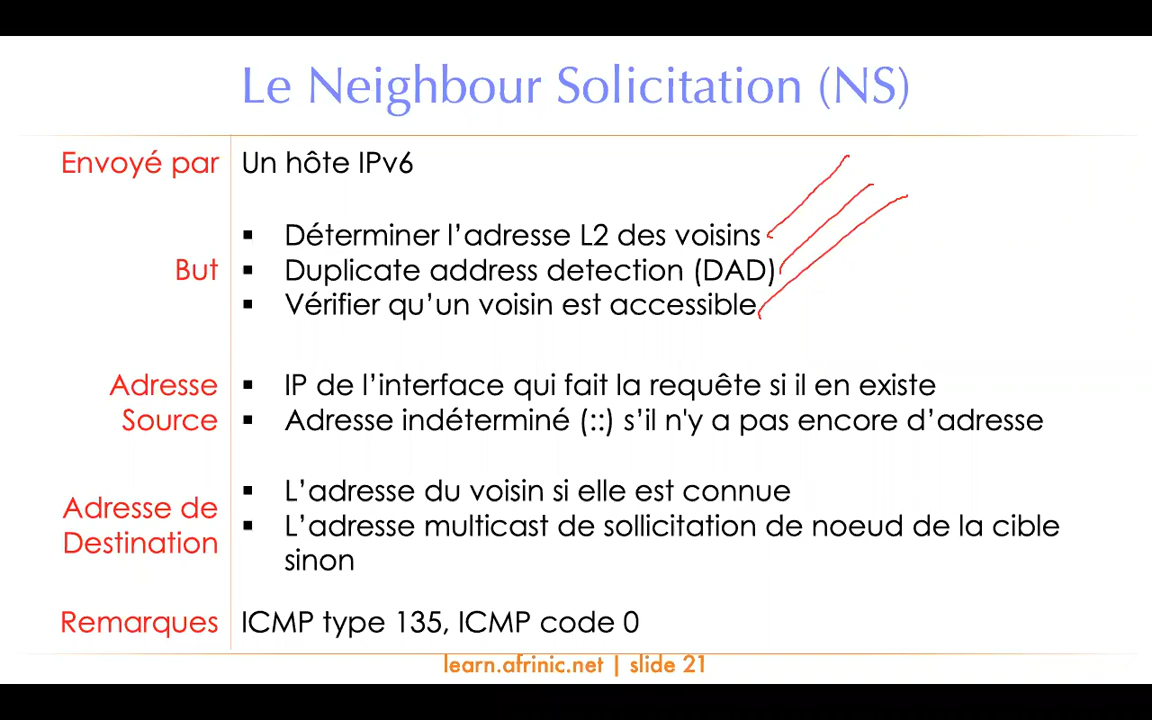 Le Neighbour Solicitation (NS)
Envoyé par
Un hôte IPv6
But
▪ Déterminer l’adresse L2 des voisins
▪ Duplicate address detection (DAD)
▪ Vérifier qu’un voisin est accessible
Adresse
Source
▪ IP de l’interface qui fait la requête si il en existe
▪ Adresse indéterminé (::) s’il n'y a pas encore d’adresse
Adresse de
Destination
▪ L’adresse du voisin si elle est connue
▪ L’adresse multicast de sollicitation de noeud de la cible
sinon
Remarques
ICMP type 135, ICMP code 0
learn.afrinic.net | slide 21